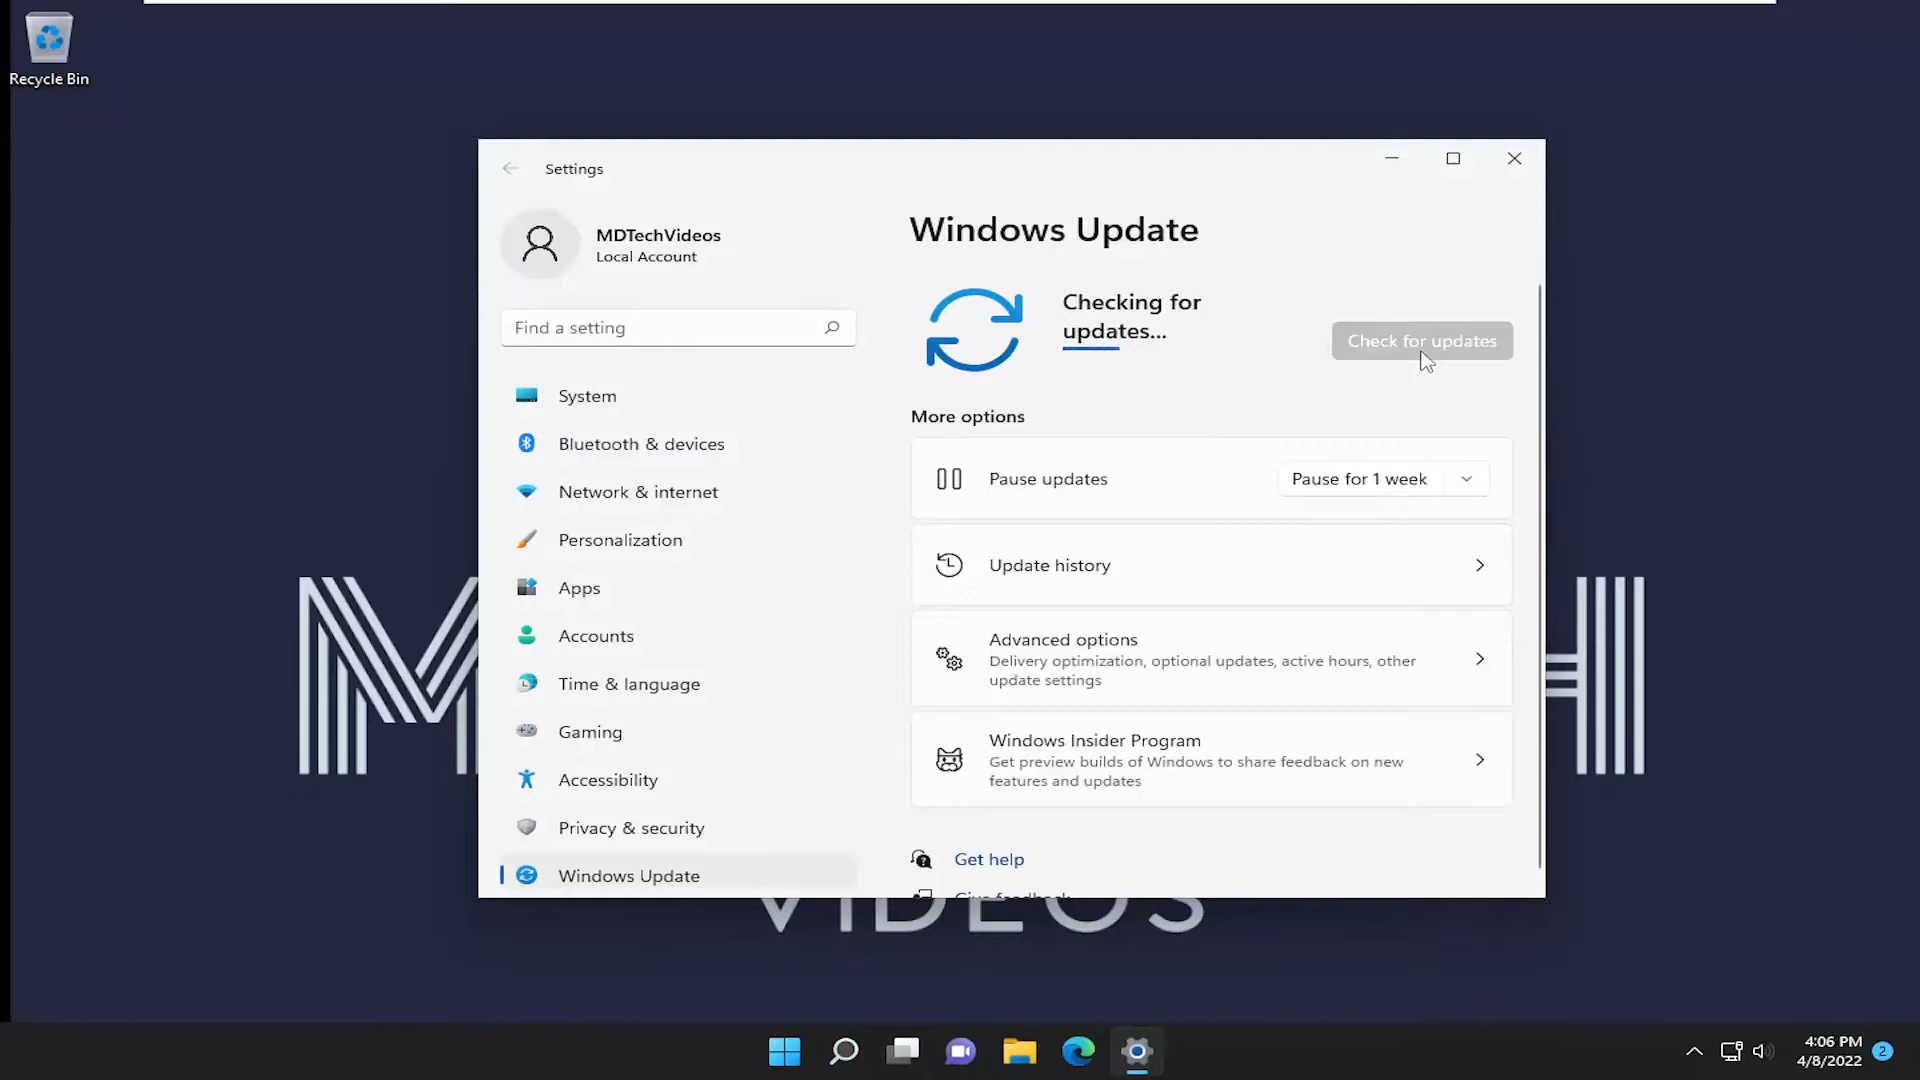 Recycle Bin
Settings
MDTechVideos
Local Account
Find a setting
System
Bluetooth & devices
Network & internet
Personalization
Apps
Accounts
Time & language
Gaming
Accessibility
Privacy & security
Windows Update
Windows Update
Checking for
updates...
Check for updates
More options
Pause updates
Pause for 1 week
Update history
Advanced options
Delivery optimization, optional updates, active hours, other
update settings
Windows Insider Program
Get preview builds of Windows to share feedback on new
features and updates
Get help
Give feedback
M
H
VIDEOS
4:06 PM
4/8/2022
2